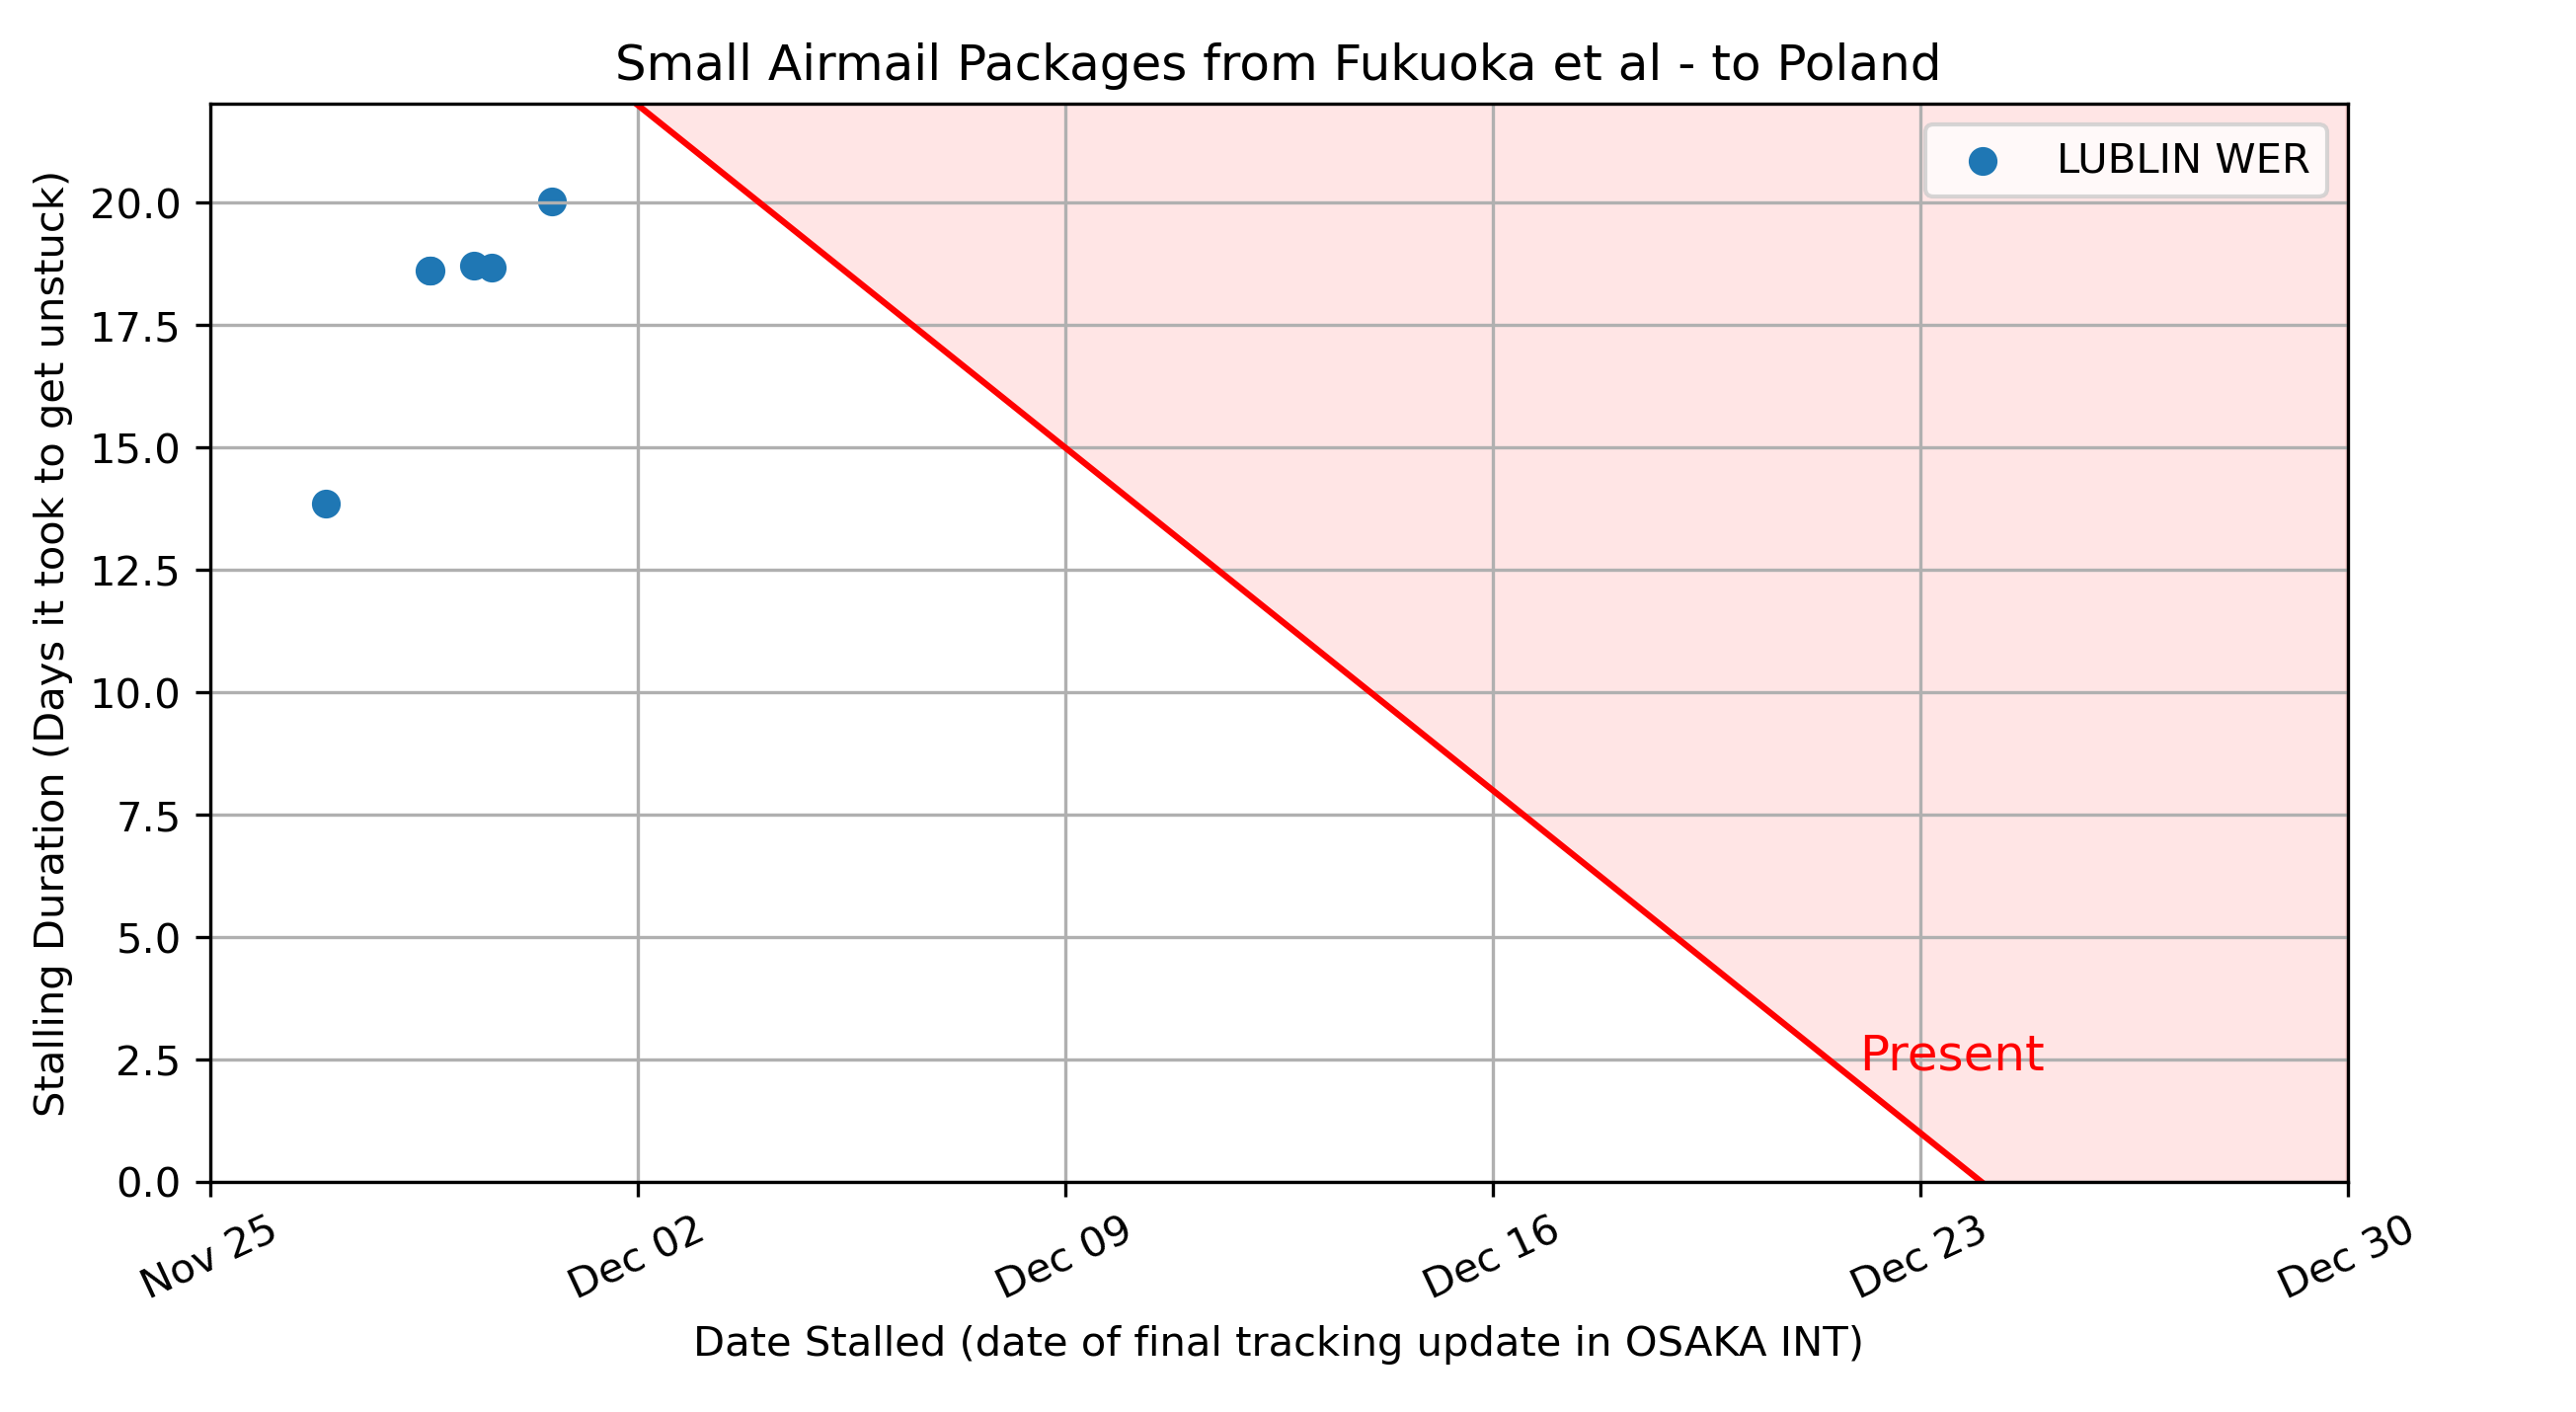 Small Airmail Packages from Fukuoka et al - to Poland
LUBLIN WER
Stalling Duration (Days it took to get unstuck)
20.0
17.5
15.0
12.5
10.0
7.5
5.0
2.5
0.0
Present
Nov 25
Dec 02
Dec 09
Dec 16
Dec 23
Dec 30
Date Stalled (date of final tracking update in OSAKA INT)